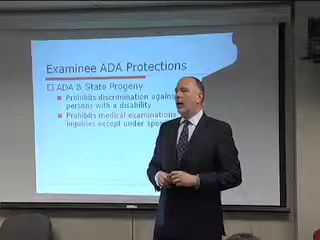 Examinee ADA Protections
ADA & State Progeny
Prohibits discrimination against
persons with a disability
Prohibits medical examinations
inquiries except under